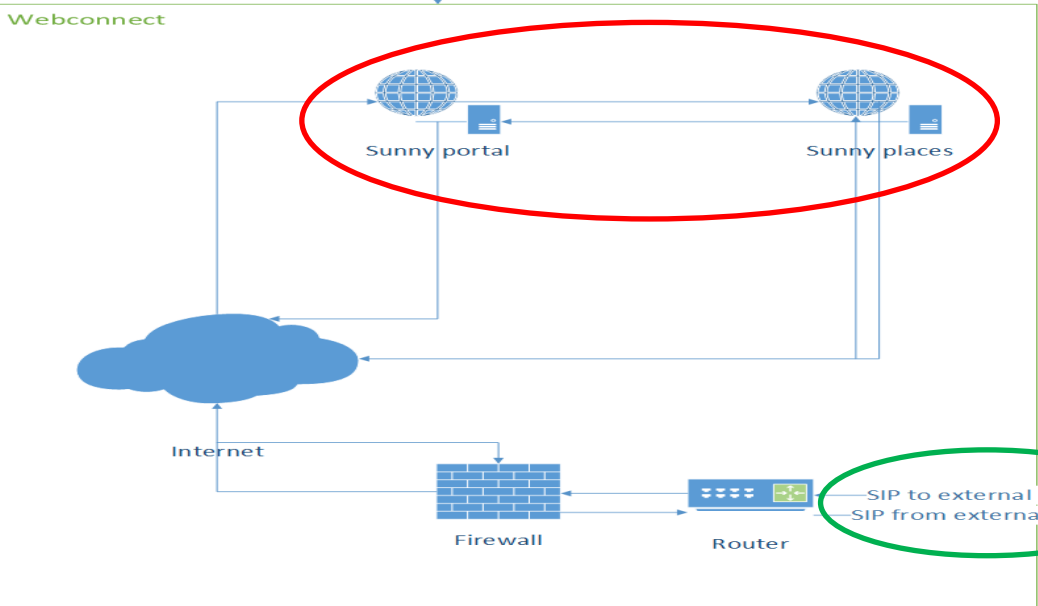 Webconnect
Sunny portal
Sunny places
Internet
SIP to external
SIP from externa
Firewall
Router